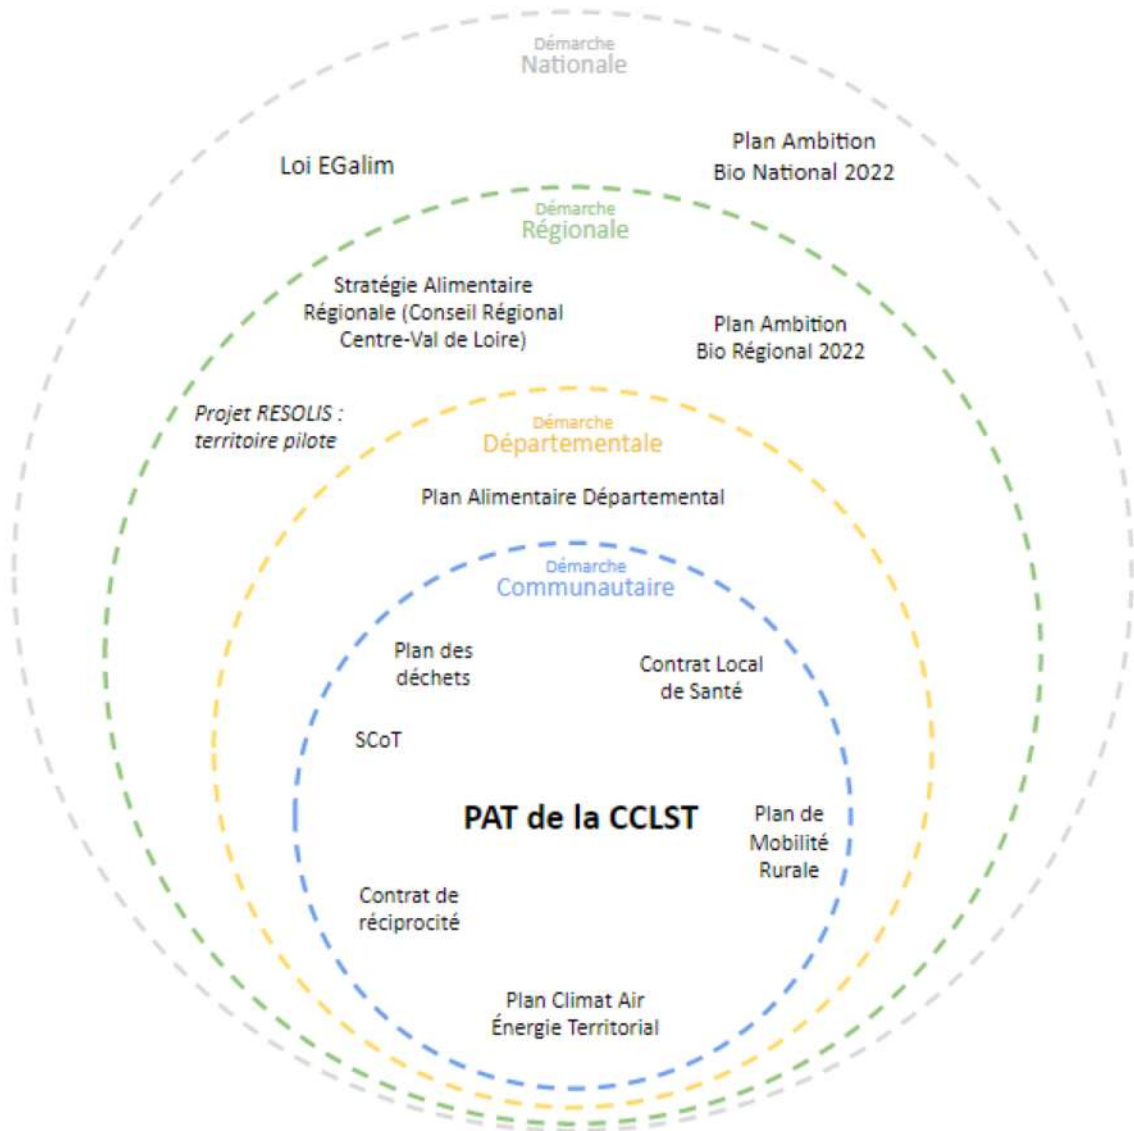 Démarche
Nationale
Loi EGalim
Plan Ambition
Bio National 2022
Démarche
Régionale
Stratégie Alimentaire
Régionale (Conseil Régional
Centre-Val de Loire)
Plan Ambition
Bio Régional 2022
Projet RESOLIS :
territoire pilote
Démarche
Départementale
Plan Alimentaire Départemental
Démarche
Communautaire
Plan des
déchets
Contrat Local
de Santé
SCoT
PAT de la CCLST
Plan de
Mobilité
Rurale
Contrat de
réciprocité
Plan Climat Air
Énergie Territorial